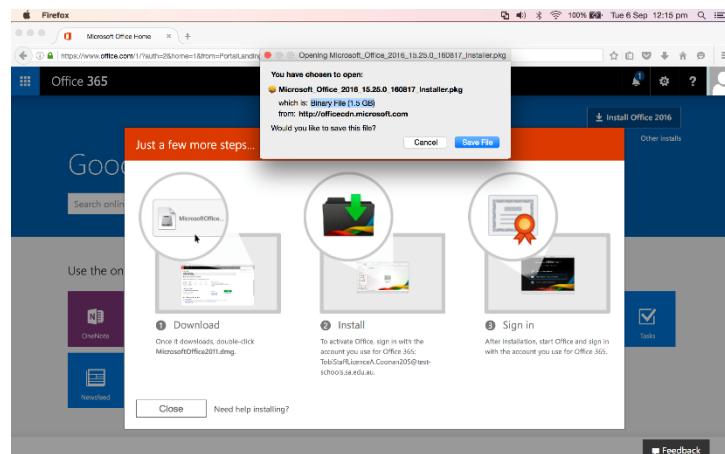 Firefox
100%
Tue 6 Sep 12:15 pm
Microsoft Office Home
https://www.office.com/1/?auth=2&home=1&from=PortalLanding
Opening Microsoft_Office_2016_15.25.0_160817_Installer.pkg
You have chosen to open:
Microsoft_Office_2016_15.25.0_160817_Installer.pkg
which is: Binary File (1.5 GB)
from: http://officecdn.microsoft.com
Would you like to save this file?
Cancel
Save File
Office 365
1
?
Install Office 2016
Other installs
Search onlin
Just a few more steps...
MicrosoftOffice...
Use the on
OneNote
Newsfeed
Tasks
1 Download
Once it downloads, double-click
MicrosoftOffice2011.dmg.
2 Install
To activate Office, sign in with the
account you use for Office 365:
TobiStaffLicenceA.Coonan205@test-
schools.sa.edu.au.
3 Sign in
After installation, start Office and sign in
with the account you use for Office 365.
Close
Need help installing?
Feedback